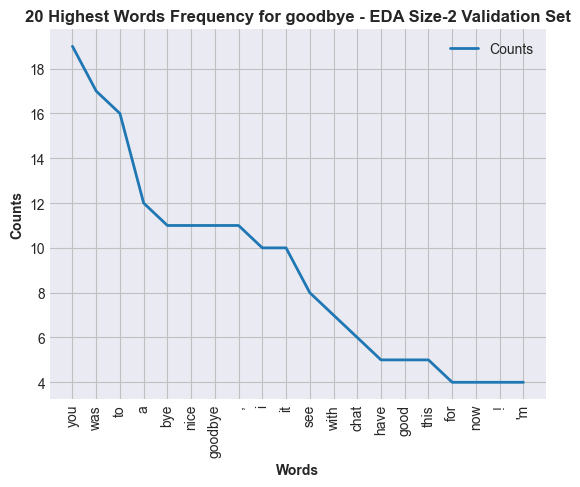 20 Highest Words Frequency for goodbye - EDA Size-2 Validation Set
Counts
18
16
14
12
10
8
6
4
Counts
you
was
to
a
bye
nice
goodbye
,
i
it
see
with
chat
have
good
this
for
now
!
'm
Words